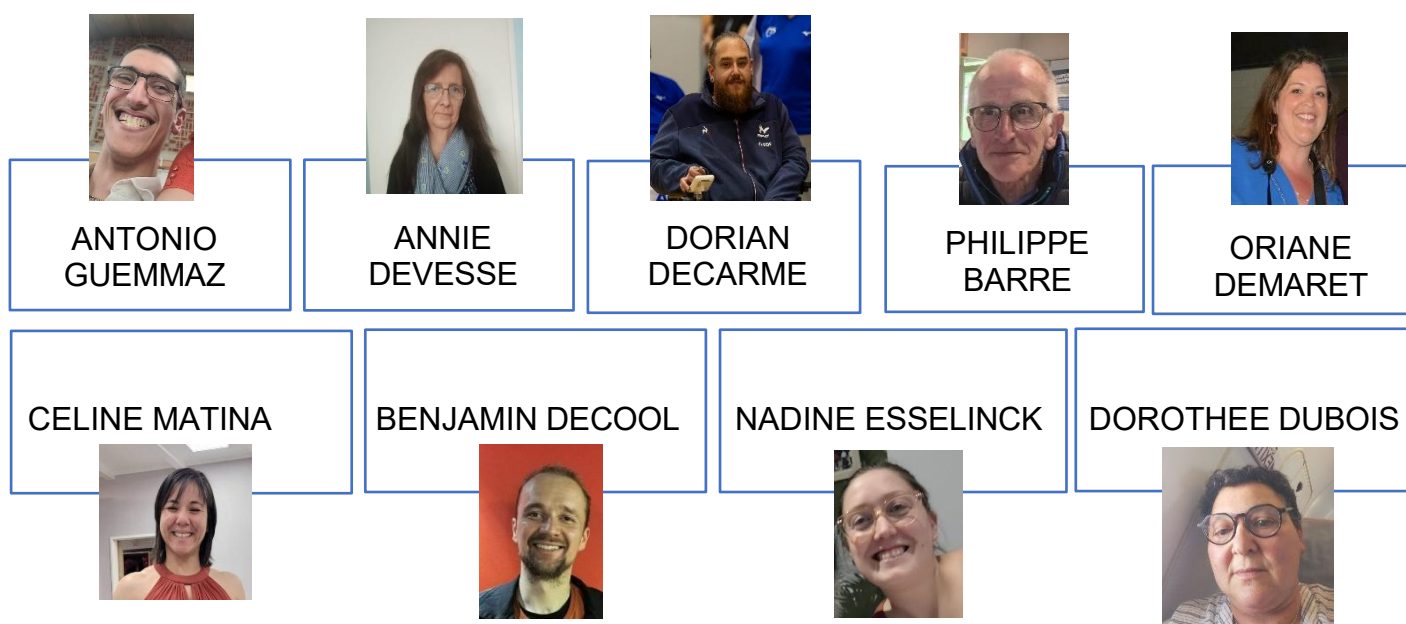 ANTONIO
GUEMMAZ
ANNIE
DEVESSE
DORIAN
DECARME
PHILIPPE
BARRE
ORIANE
DEMARET
CELINE MATINA
BENJAMIN DECOOL
NADINE ESSELINCK
DOROTHEE DUBOIS